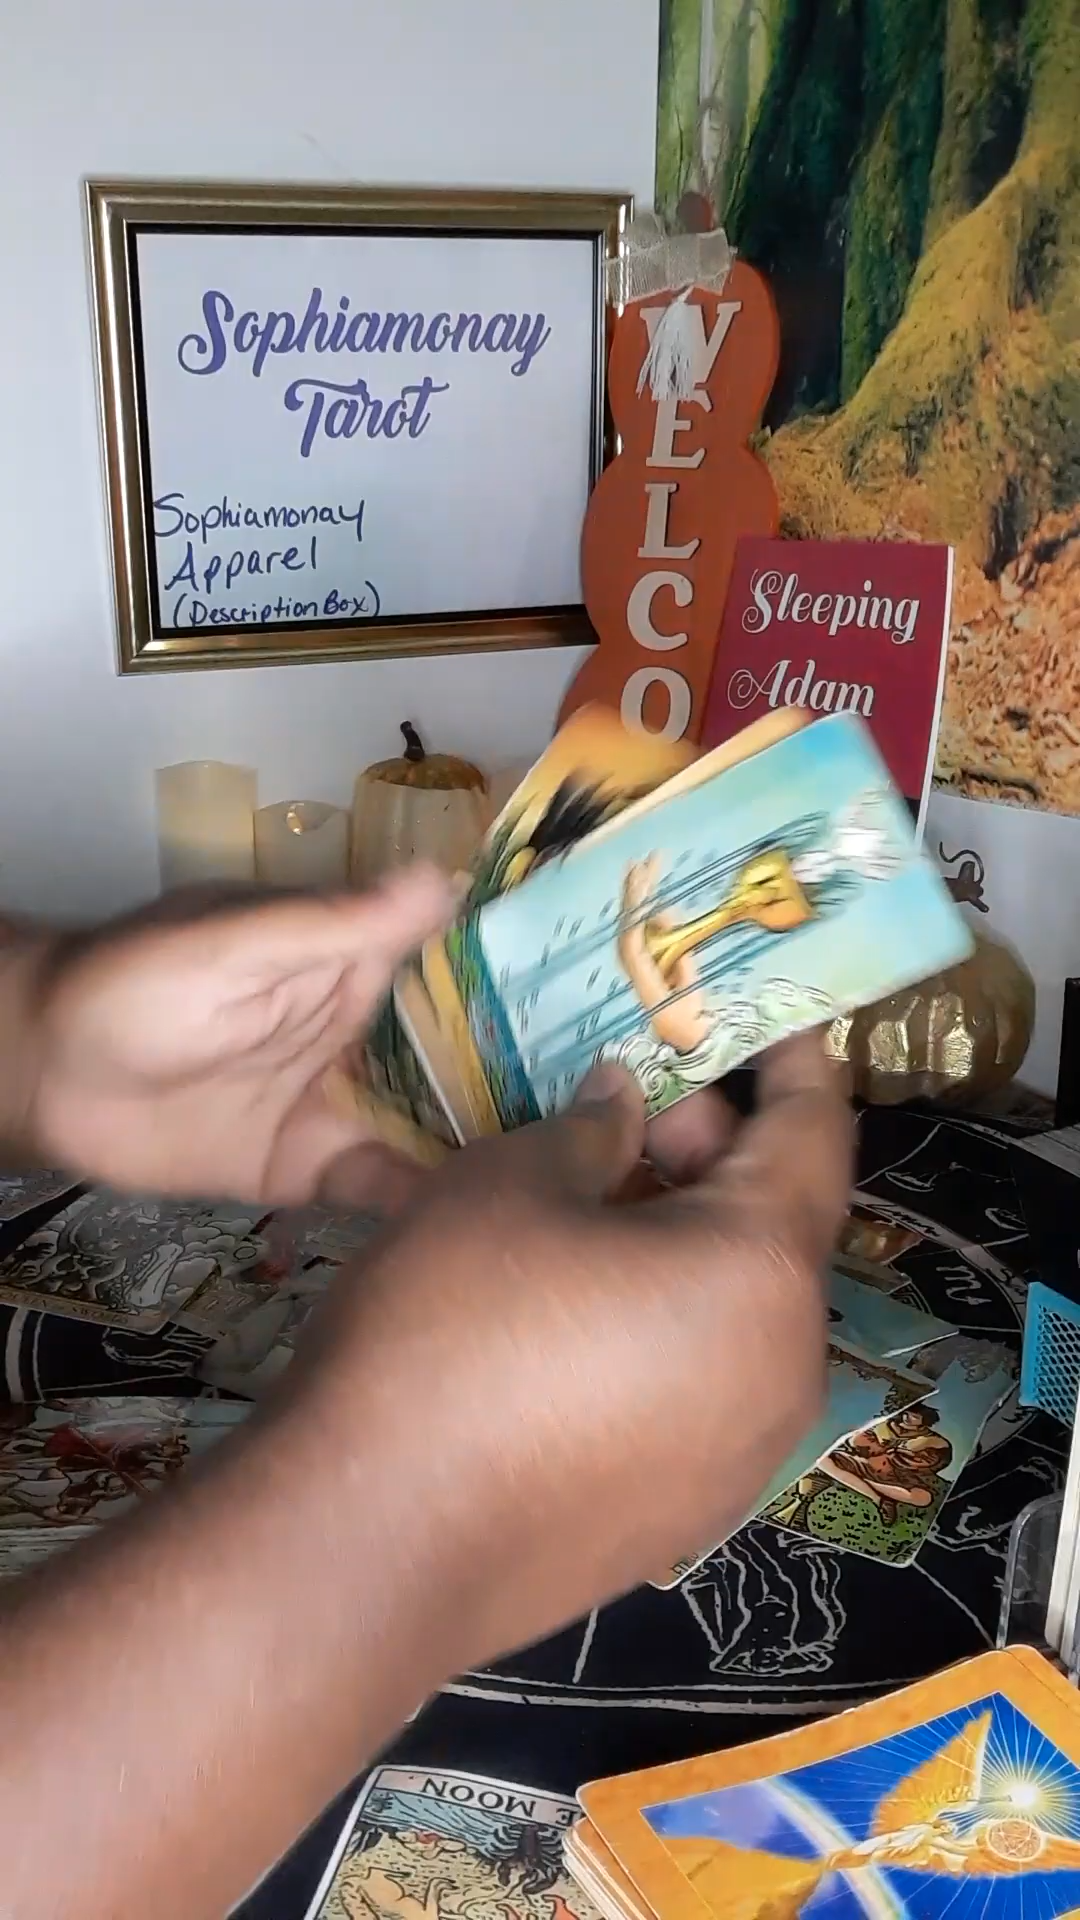 Sophiamonay
Tarot
Sophiamonay
Apparel
(Description Box)
WELCO
Sleeping
Adam
MOON